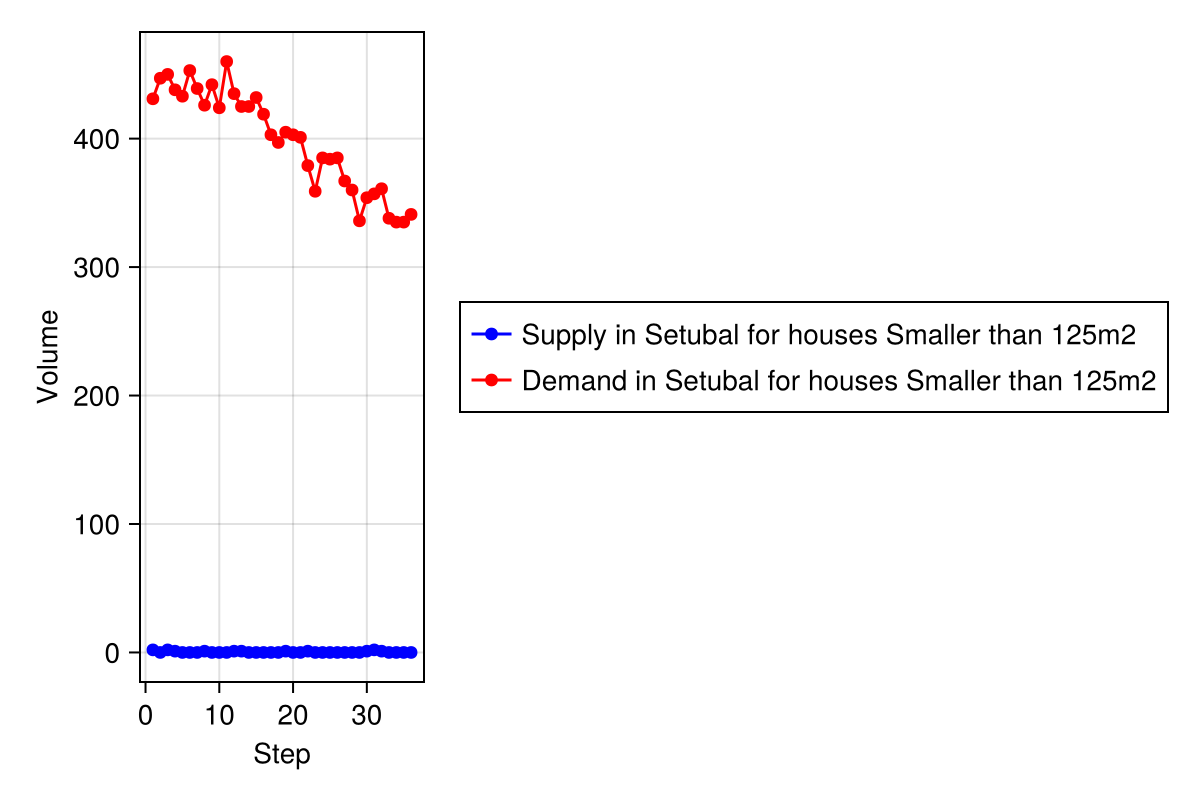 Volume
400
300
200
100
0
0 10 20 30
Step
Supply in Setubal for houses Smaller than 125m2
Demand in Setubal for houses Smaller than 125m2